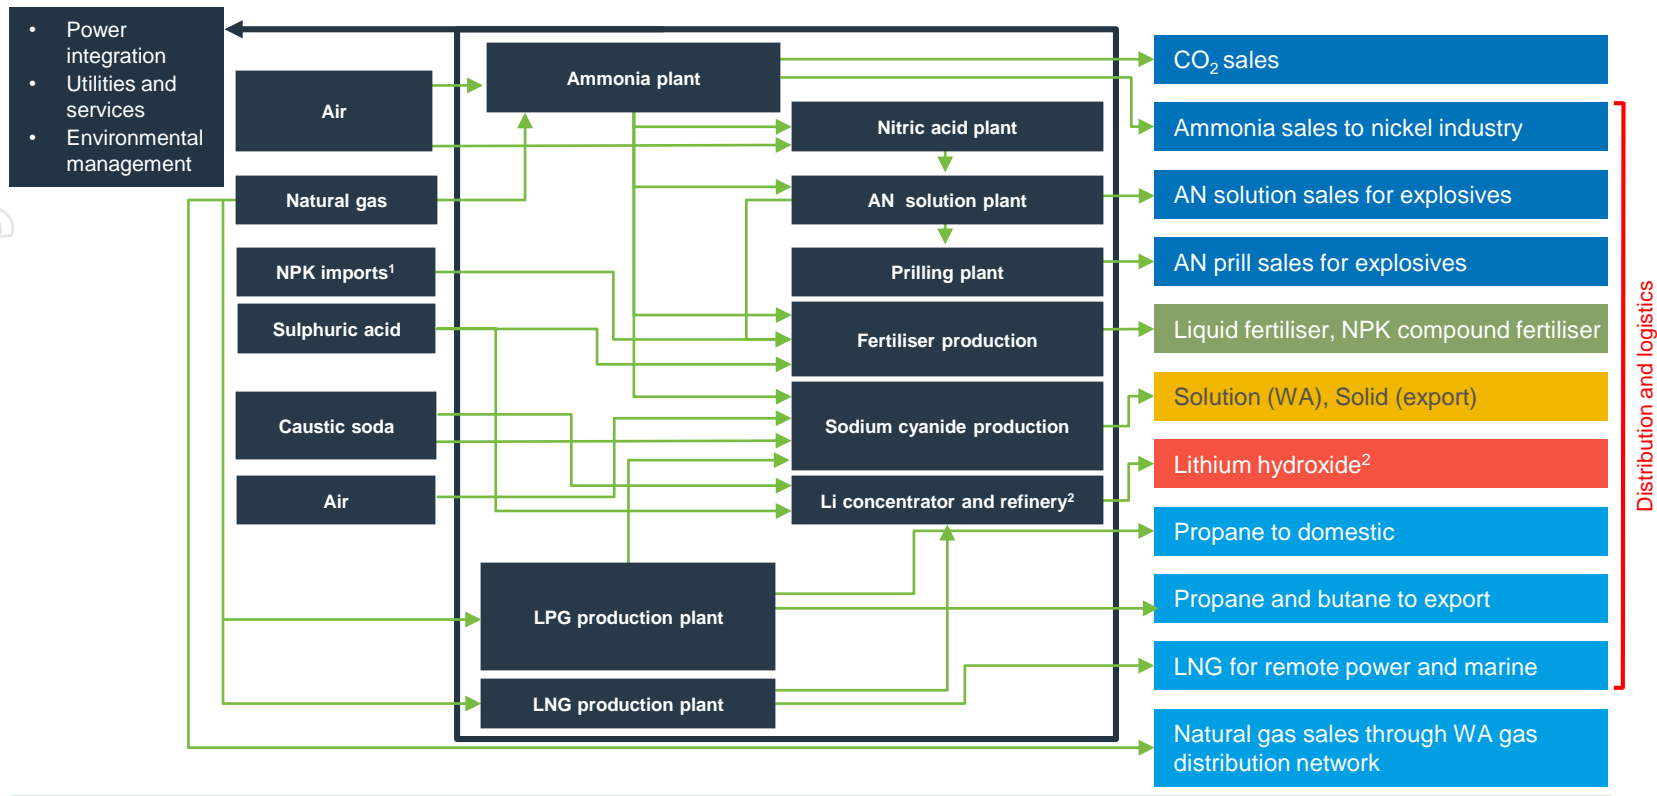 • Power
integration
• Utilities and
services
• Environmental
management
Air
Natural gas
NPK imports¹
Sulphuric acid
Caustic soda
Air
Ammonia plant
Nitric acid plant
AN solution plant
Prilling plant
Fertiliser production
Sodium cyanide production
Li concentrator and refinery²
LPG production plant
LNG production plant
CO₂ sales
Ammonia sales to nickel industry
AN solution sales for explosives
AN prill sales for explosives
Liquid fertiliser, NPK compound fertiliser
Solution (WA), Solid (export)
Lithium hydroxide²
Propane to domestic
Propane and butane to export
LNG for remote power and marine
Natural gas sales through WA gas
distribution network
Distribution and logistics